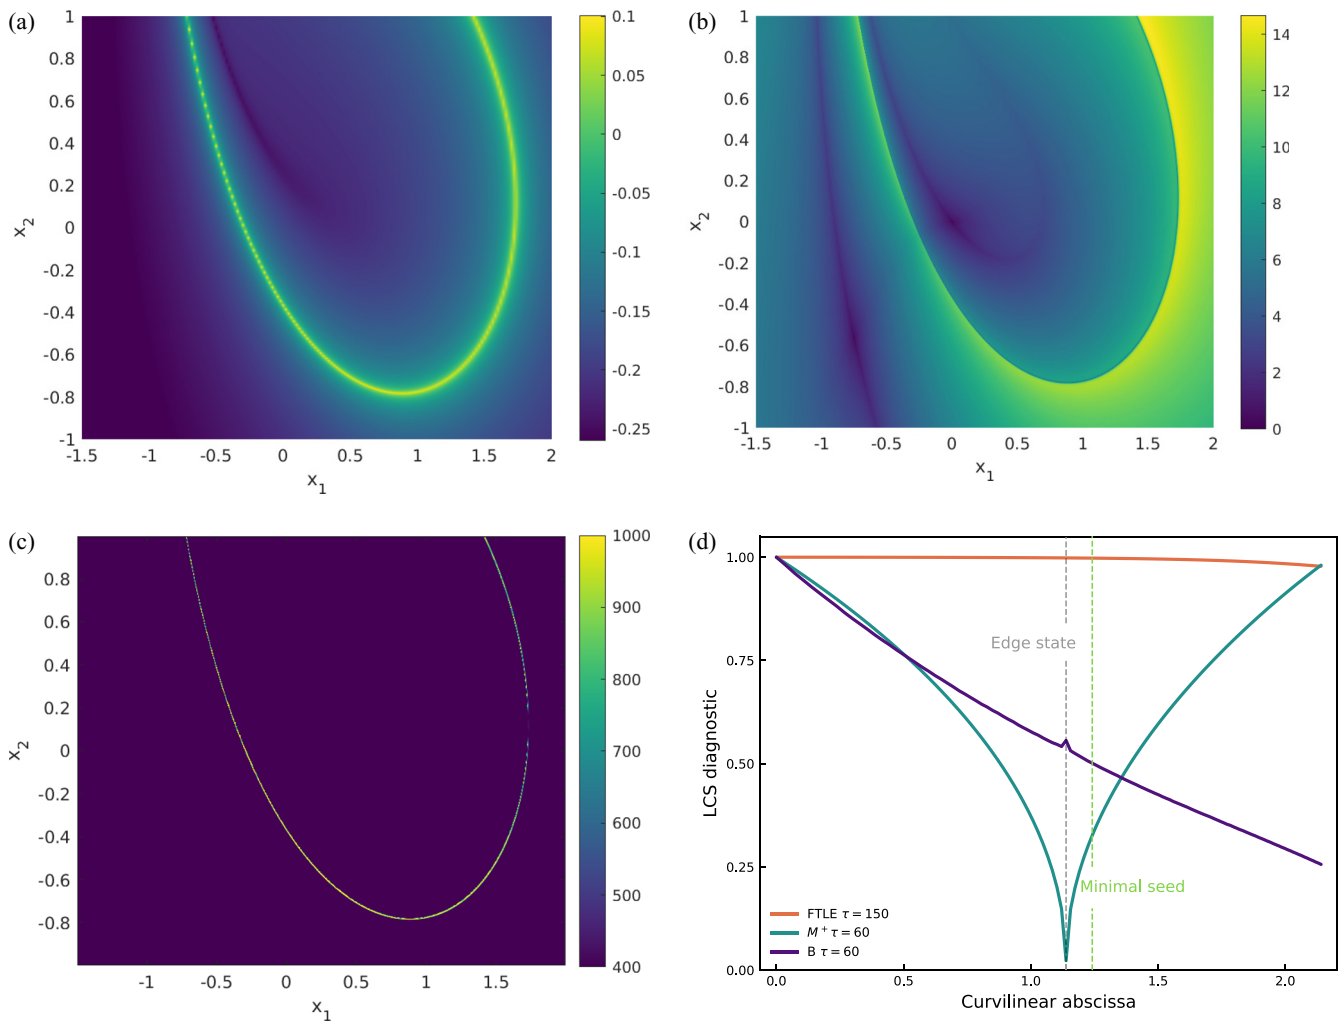 (a)
1
0.8
0.6
0.4
0.2
0
-0.2
-0.4
-0.6
-0.8
-1
x2
-1.5 -1 -0.5 0 0.5 1 1.5 2
x1
0.1
0.05
0
-0.05
-0.1
-0.15
-0.2
-0.25
(b)
1
0.8
0.6
0.4
0.2
0
-0.2
-0.4
-0.6
-0.8
-1
x2
-1.5 -1 -0.5 0 0.5 1 1.5 2
x1
14
12
10
8
6
4
2
0
(c)
0.8
0.6
0.4
0.2
0
-0.2
-0.4
-0.6
-0.8
x2
-1 0 1
x1
1000
900
800
700
600
500
400
(d)
1.00
0.75
0.50
0.25
0.00
LCS diagnostic
Edge state
Minimal seed
FTLE τ = 150
M+ τ = 60
B τ = 60
0.0 0.5 1.0 1.5 2.0
Curvilinear abscissa